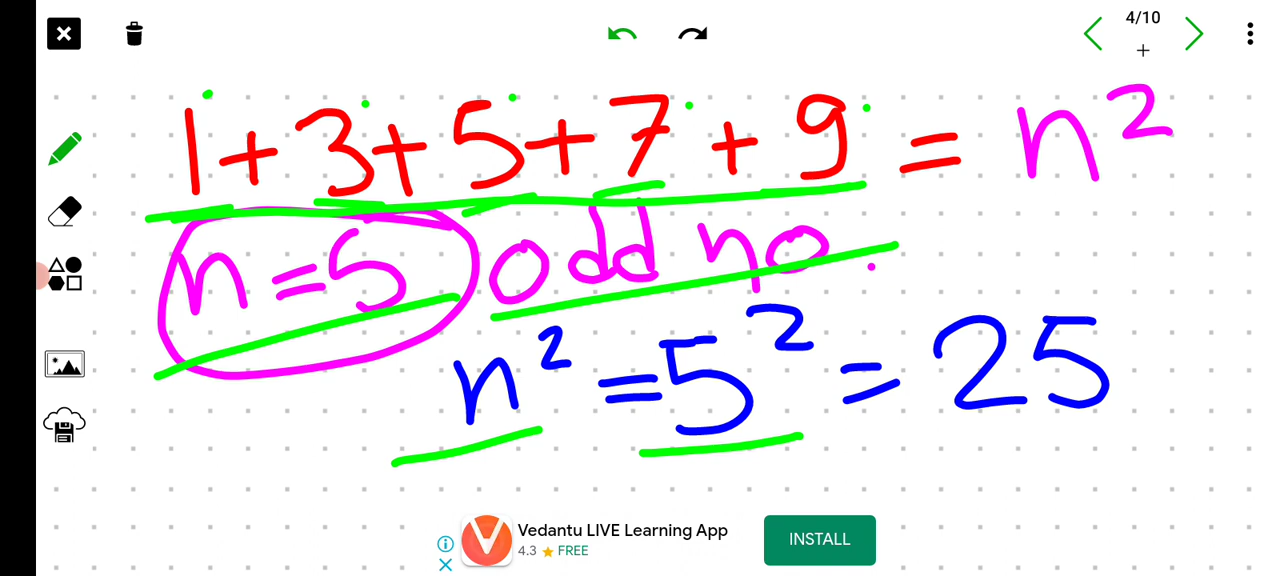 4/10
+
1+3+5+7+9=n²
n=5 odd no.
n²=5²=25
Vedantu LIVE Learning App
4.3 ★ FREE
INSTALL